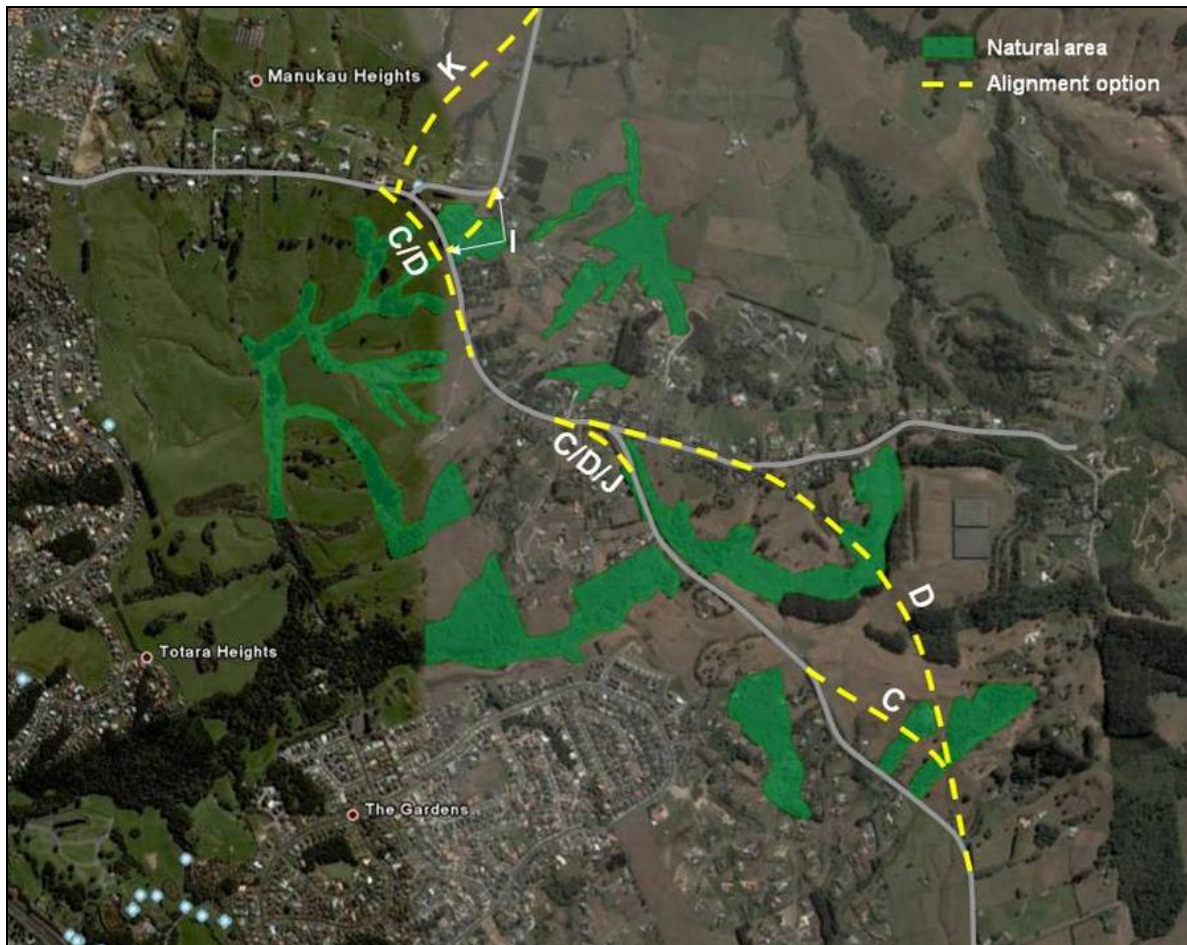 Natural area
Alignment option
K
Manukau Heights
C/D
I
C/D/J
D
Totara Heights
C
The Gardens